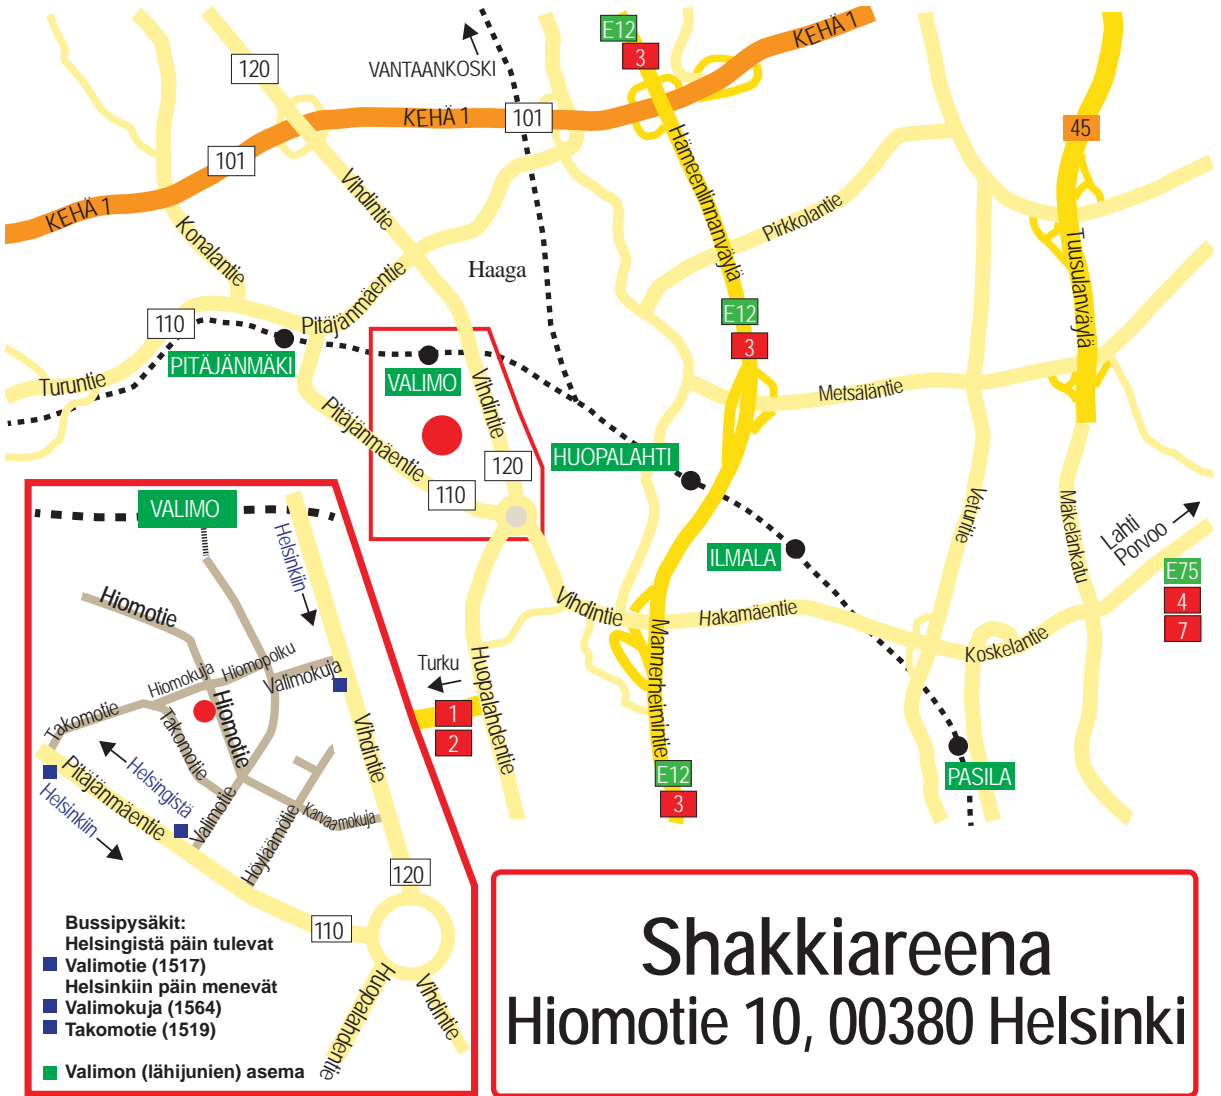 E12
3
KEHÄ 1
120
VANTAANKOSKI
KEHÄ 1
101
45
101
Hämeenlinnanväylä
Vihdintie
KEHÄ 1
Konalantie
Pirkkolantie
Tuusulanväylä
Haaga
Pitäjänmäentie
110
E12
3
PITÄJÄNMÄKI
VALIMO
Turuntie
Vihdintie
Metsäläntie
Pitäjänmäentie
HUOPALAHTI
120
110
Veturitie
Mäkelänkatu
Lahti
Porvoo
ILMALA
E75
4
7
Vihdintie
Hakamäentie
Koskelantie
Mannerheimintie
Huopalahdentie
Turku
1
2
E12
3
PASILA
VALIMO
Helsinkiin
Hiomotie
Hiomokuja
Hiomopolku
Valimokuja
Hiomotie
Takomotie
Takomotie
Vihdintie
Pitäjänmäentie
Helsingistä
Helsinkiin
Valimotie
Karvaamokuja
Höyläämötie
120
110
Huopalahdentie
Vihdintie
Bussipysäkit:
Helsingistä päin tulevat
Valimotie (1517)
Helsinkiin päin menevät
Valimokuja (1564)
Takomotie (1519)
Valimon (lähijunien) asema
Shakkiareena
Hiomotie 10, 00380 Helsinki